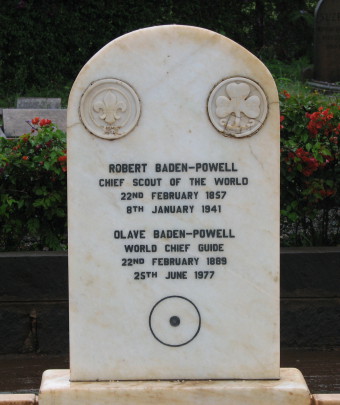 ROBERT BADEN-POWELL
CHIEF SCOUT OF THE WORLD
22ND FEBRUARY 1857
8TH JANUARY 1941
OLAVE BADEN-POWELL
WORLD CHIEF GUIDE
22ND FEBRUARY 1889
25TH JUNE 1977